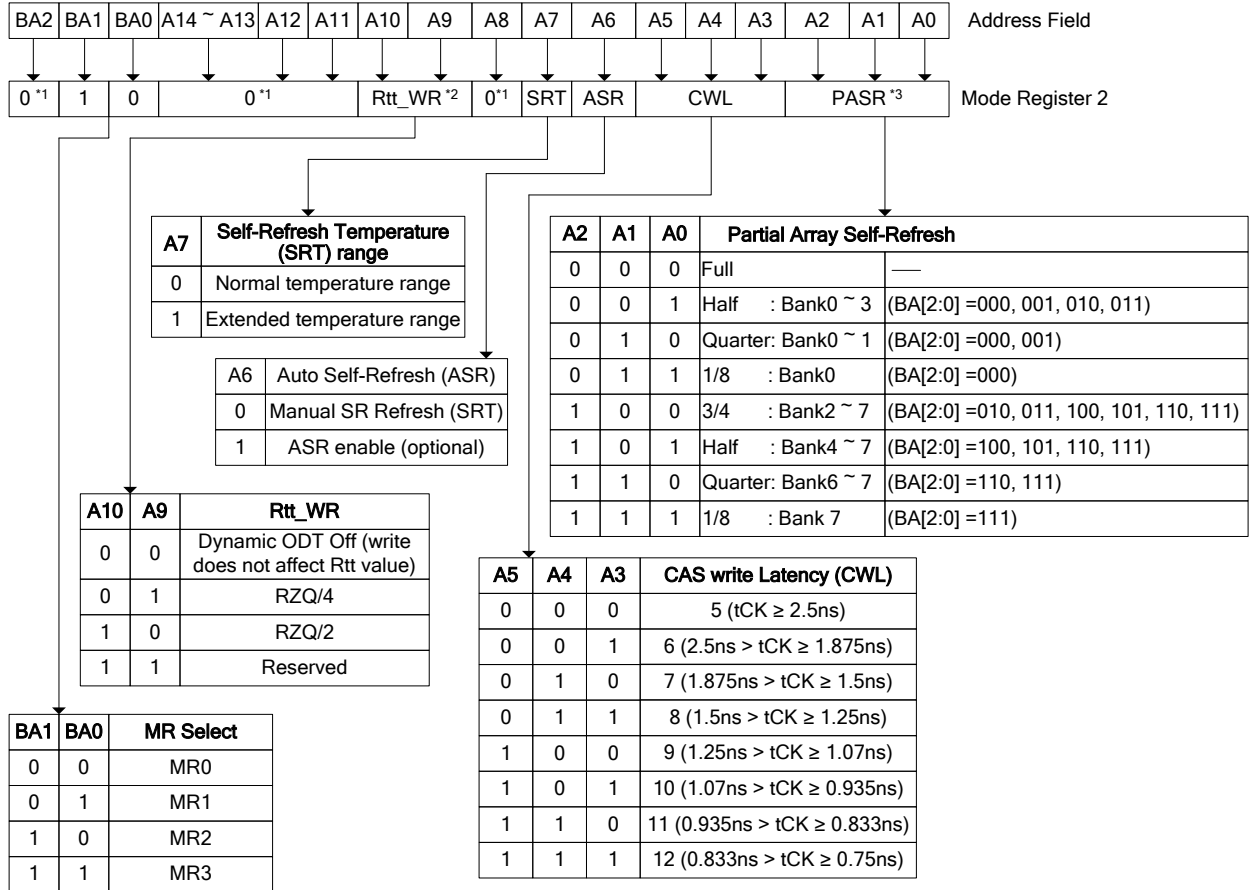 BA2 BA1 BA0 A14 ~ A13 A12 A11 A10 A9 A8 A7 A6 A5 A4 A3 A2 A1 A0 Address Field
0 *1 1 0 0 *1 Rtt_WR *2 0 *1 SRT ASR CWL PASR *3 Mode Register 2
A7 Self-Refresh Temperature (SRT) range
0 Normal temperature range
1 Extended temperature range
A6 Auto Self-Refresh (ASR)
0 Manual SR Refresh (SRT)
1 ASR enable (optional)
A10 A9 Rtt_WR
0 0 Dynamic ODT Off (write does not affect Rtt value)
0 1 RZQ/4
1 0 RZQ/2
1 1 Reserved
BA1 BA0 MR Select
0 0 MR0
0 1 MR1
1 0 MR2
1 1 MR3
A2 A1 A0 Partial Array Self-Refresh
0 0 0 Full —
0 0 1 Half : Bank0 ~ 3 (BA[2:0] =000, 001, 010, 011)
0 1 0 Quarter: Bank0 ~ 1 (BA[2:0] =000, 001)
0 1 1 1/8 : Bank0 (BA[2:0] =000)
1 0 0 3/4 : Bank2 ~ 7 (BA[2:0] =010, 011, 100, 101, 110, 111)
1 0 1 Half : Bank4 ~ 7 (BA[2:0] =100, 101, 110, 111)
1 1 0 Quarter: Bank6 ~ 7 (BA[2:0] =110, 111)
1 1 1 1/8 : Bank 7 (BA[2:0] =111)
A5 A4 A3 CAS write Latency (CWL)
0 0 0 5 (tCK ≥ 2.5ns)
0 0 1 6 (2.5ns > tCK ≥ 1.875ns)
0 1 0 7 (1.875ns > tCK ≥ 1.5ns)
0 1 1 8 (1.5ns > tCK ≥ 1.25ns)
1 0 0 9 (1.25ns > tCK ≥ 1.07ns)
1 0 1 10 (1.07ns > tCK ≥ 0.935ns)
1 1 0 11 (0.935ns > tCK ≥ 0.833ns)
1 1 1 12 (0.833ns > tCK ≥ 0.75ns)